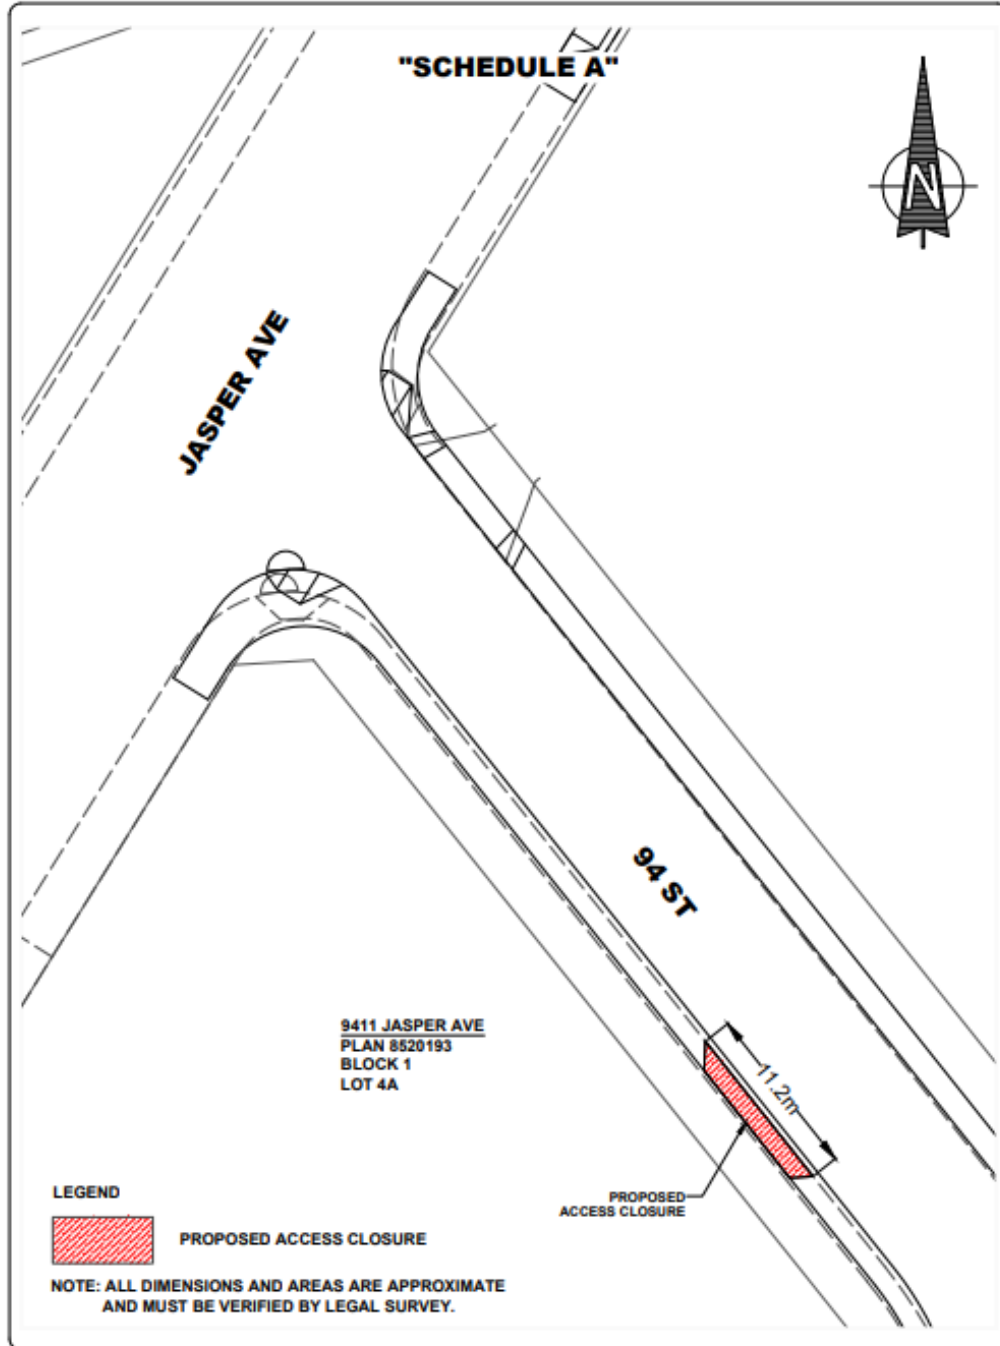 "SCHEDULE A"
N
JASPER AVE
94 ST
9411 JASPER AVE
PLAN 8520193
BLOCK 1
LOT 4A
11.2m
PROPOSED
ACCESS CLOSURE
LEGEND
PROPOSED ACCESS CLOSURE
NOTE: ALL DIMENSIONS AND AREAS ARE APPROXIMATE
AND MUST BE VERIFIED BY LEGAL SURVEY.